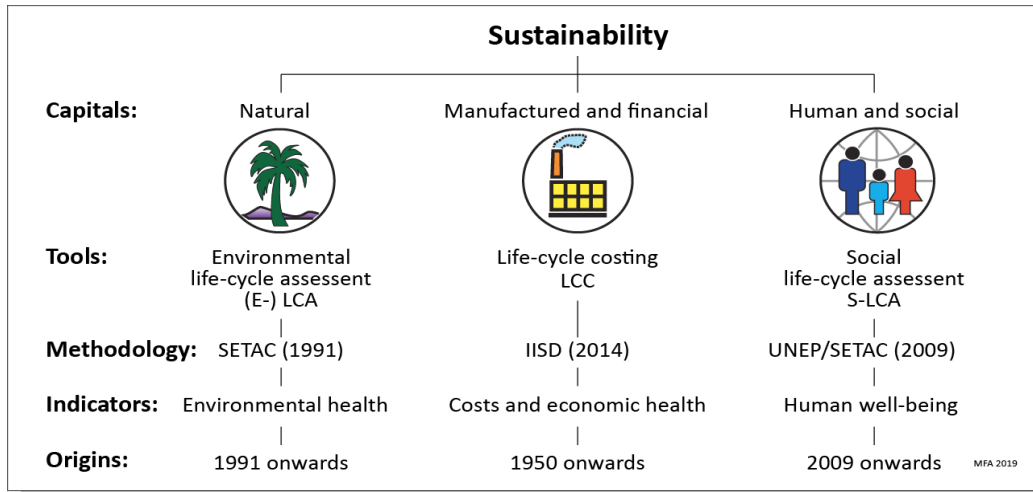 Sustainability
Capitals: Natural Manufactured and financial Human and social
Tools: Environmental life-cycle assessent (E-) LCA Life-cycle costing LCC Social life-cycle assessent S-LCA
Methodology: SETAC (1991) IISD (2014) UNEP/SETAC (2009)
Indicators: Environmental health Costs and economic health Human well-being
Origins: 1991 onwards 1950 onwards 2009 onwards
MFA 2019